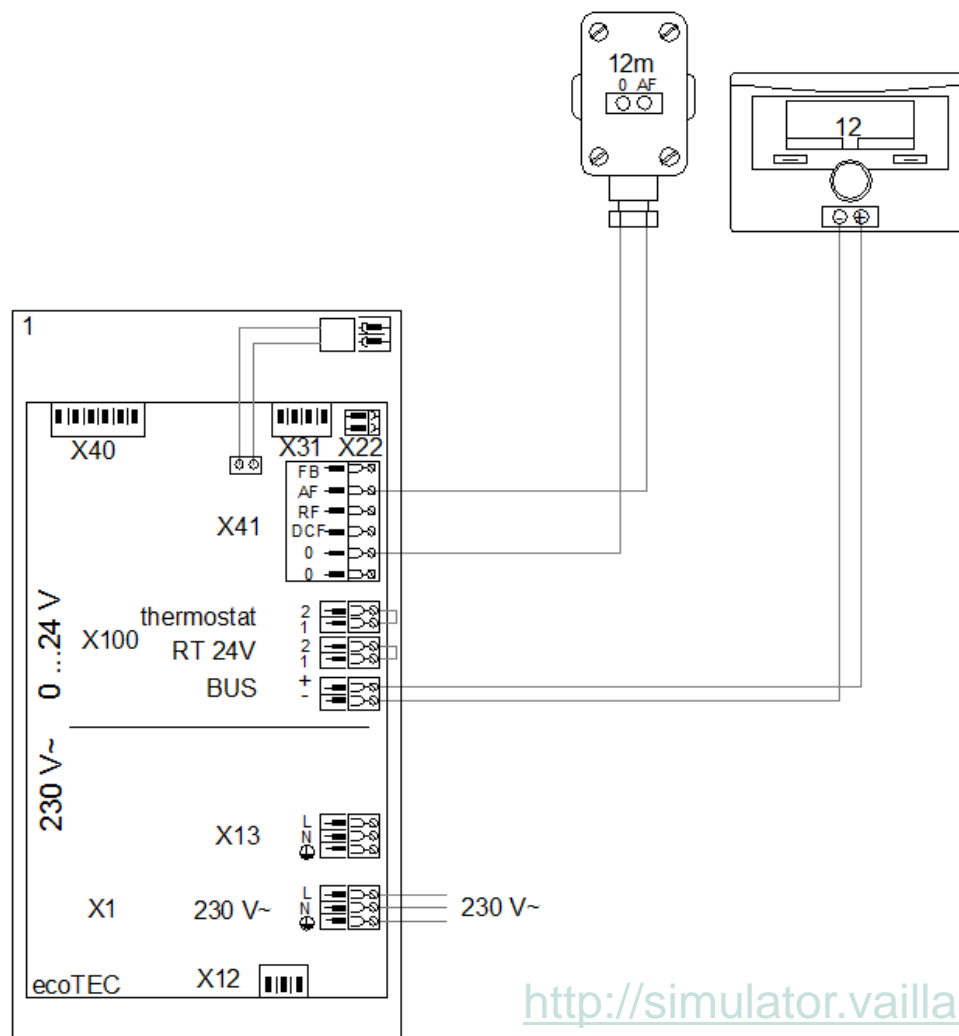 12m
0 AF
12
- +
1
X40
X31
X22
FB
AF
RF
DCF
0
0
X41
0 ...24 V
X100
thermostat
2
1
RT 24V
2
1
BUS
+
-
230 V~
X13
L
N
X1
230 V~
L
N
230 V~
X12
ecoTEC
http://simulator.vailla